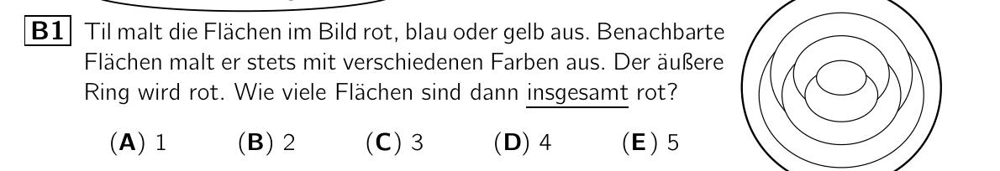 B1 Til malt die Flächen im Bild rot, blau oder gelb aus. Benachbarte
Flächen malt er stets mit verschiedenen Farben aus. Der äußere
Ring wird rot. Wie viele Flächen sind dann insgesamt rot?
(A) 1 (B) 2 (C) 3 (D) 4 (E) 5